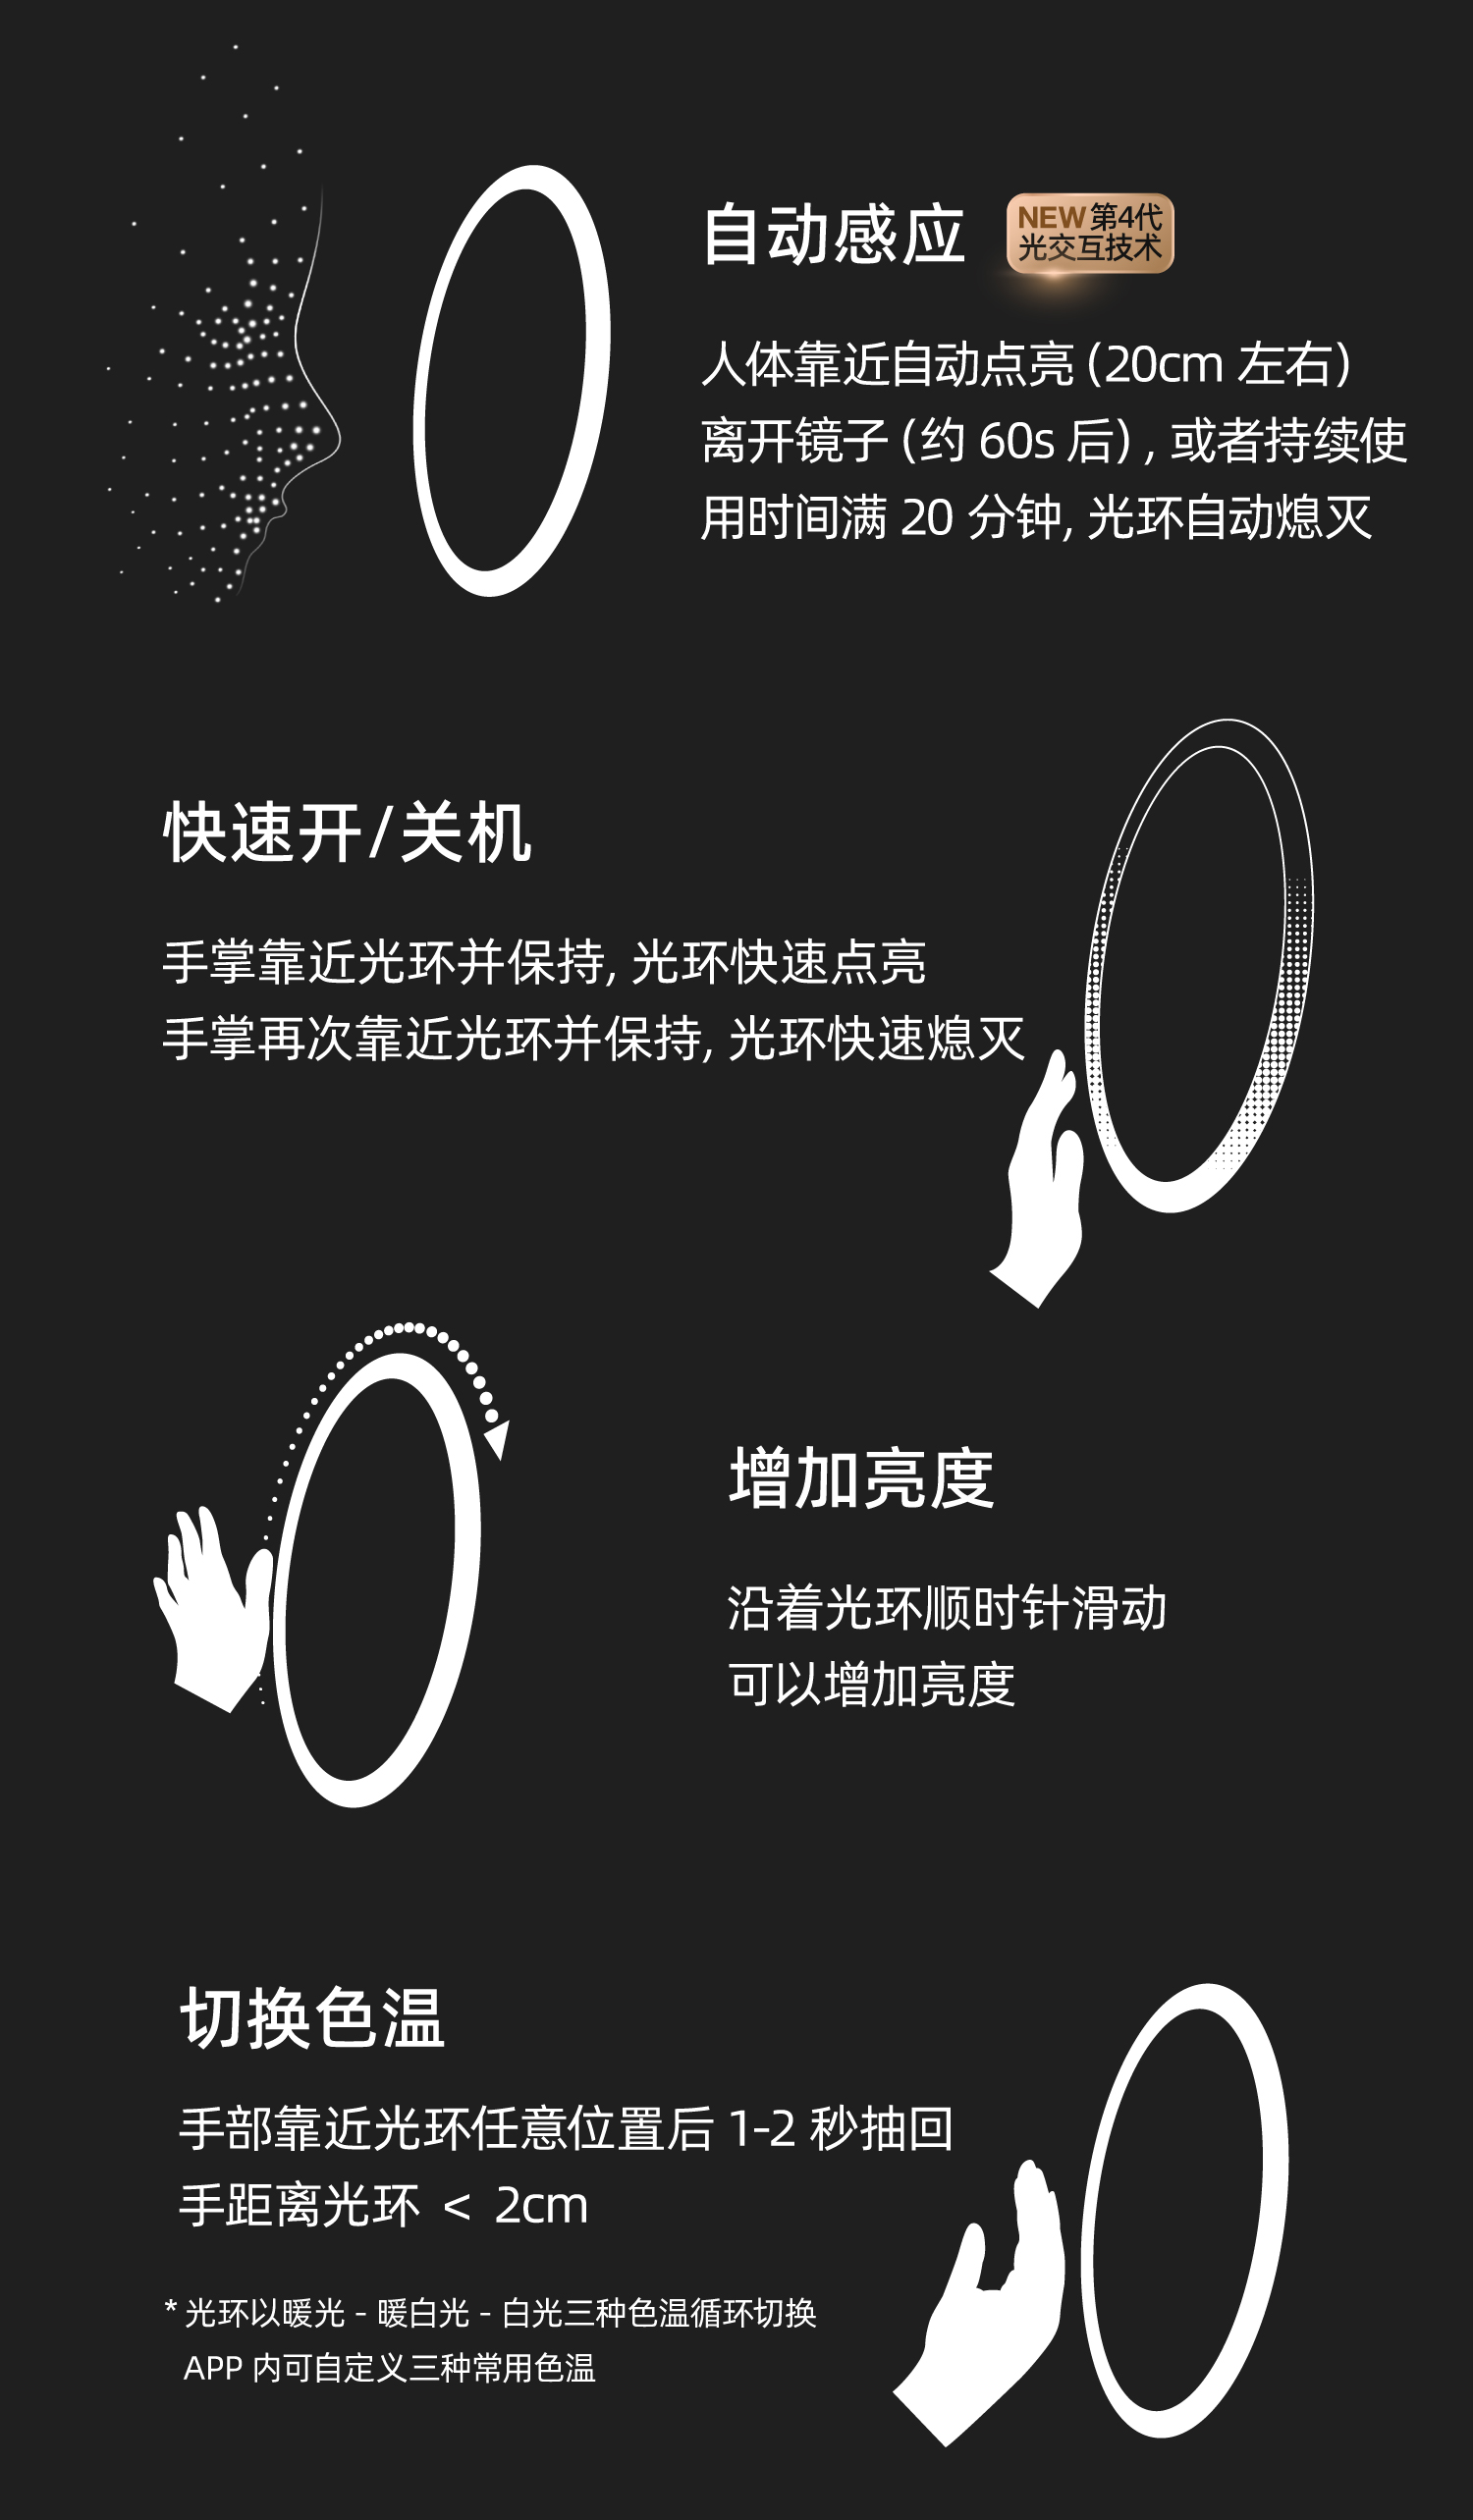 自动感应
NEW 第4代
光交互技术
人体靠近自动点亮 (20cm 左右)
离开镜子 (约 60s 后) , 或者持续使
用时间满 20 分钟, 光环自动熄灭
快速开/关机
手掌靠近光环并保持, 光环快速点亮
手掌再次靠近光环并保持, 光环快速熄灭
增加亮度
沿着光环顺时针滑动
可以增加亮度
切换色温
手部靠近光环任意位置后 1-2 秒抽回
手距离光环 < 2cm
* 光环以暖光 - 暖白光 - 白光三种色温循环切换
APP 内可自定义三种常用色温